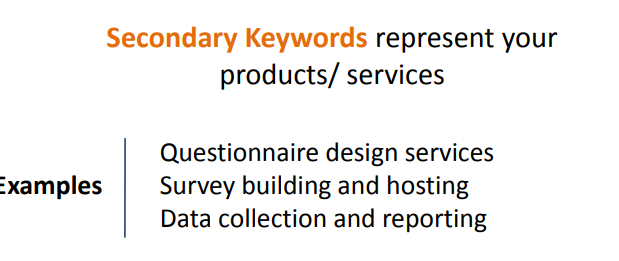 Secondary Keywords represent your
products/ services
Questionnaire design services
Examples
Survey building and hosting
Data collection and reporting